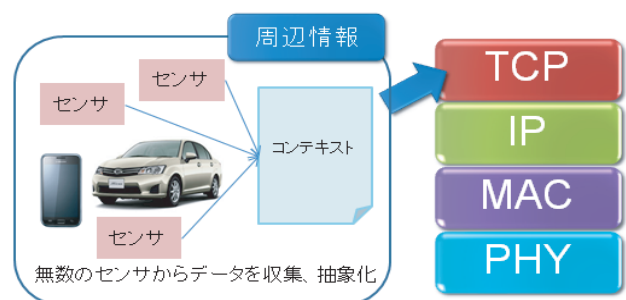 周辺情報
センサ
センサ
コンテキスト
センサ
無数のセンサからデータを収集、抽象化
TCP
IP
MAC
PHY